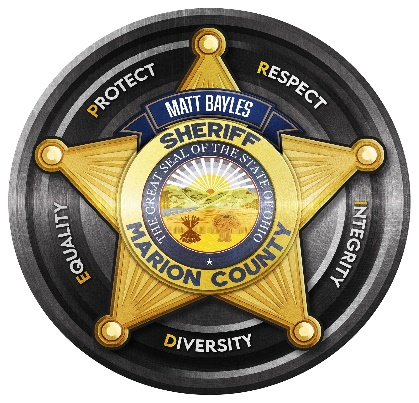 PROTECT
RESPECT
INTEGRITY
DIVERSITY
EQUALITY
MATT BAYLES
SHERIFF
THE GREAT SEAL OF THE STATE OF OHIO
MARION COUNTY